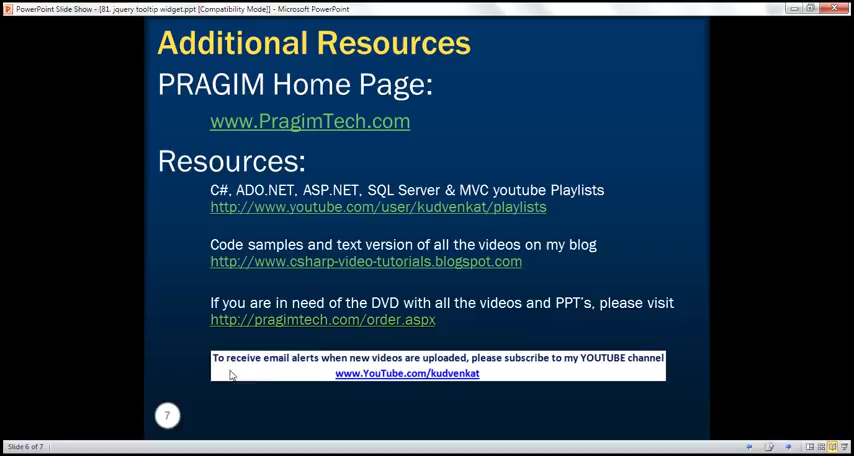 PowerPoint Slide Show - [81. jquery tooltip widget.ppt [Compatibility Mode]] - Microsoft PowerPoint
Additional Resources
PRAGIM Home Page:
www.PragimTech.com
Resources:
C#, ADO.NET, ASP.NET, SQL Server & MVC youtube Playlists
http://www.youtube.com/user/kudvenkat/playlists
Code samples and text version of all the videos on my blog
http://www.csharp-video-tutorials.blogspot.com
If you are in need of the DVD with all the videos and PPT's, please visit
http://pragimtech.com/order.aspx
To receive email alerts when new videos are uploaded, please subscribe to my YOUTUBE channel
www.YouTube.com/kudvenkat
7
Slide 6 of 7